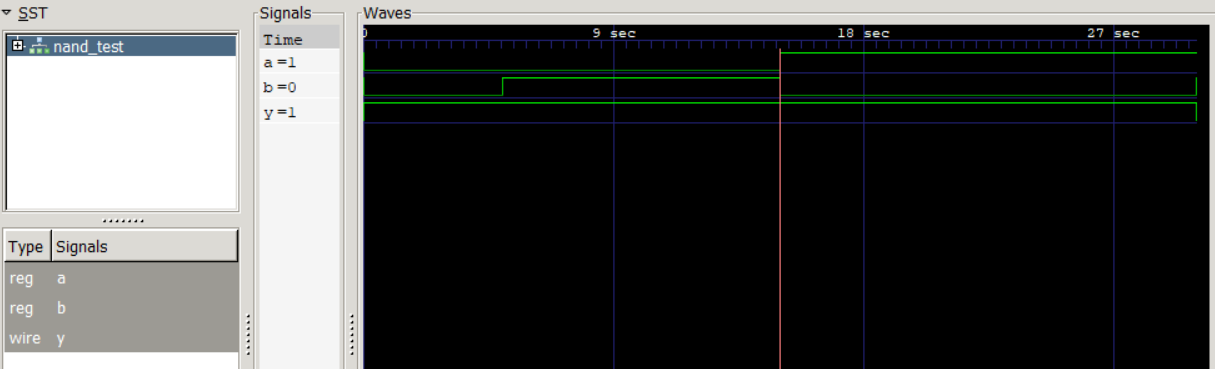 SST
nand_test
Type Signals
reg a
reg b
wire y
Signals
Time
a =1
b =0
y =1
Waves
0 9 sec 18 sec 27 sec